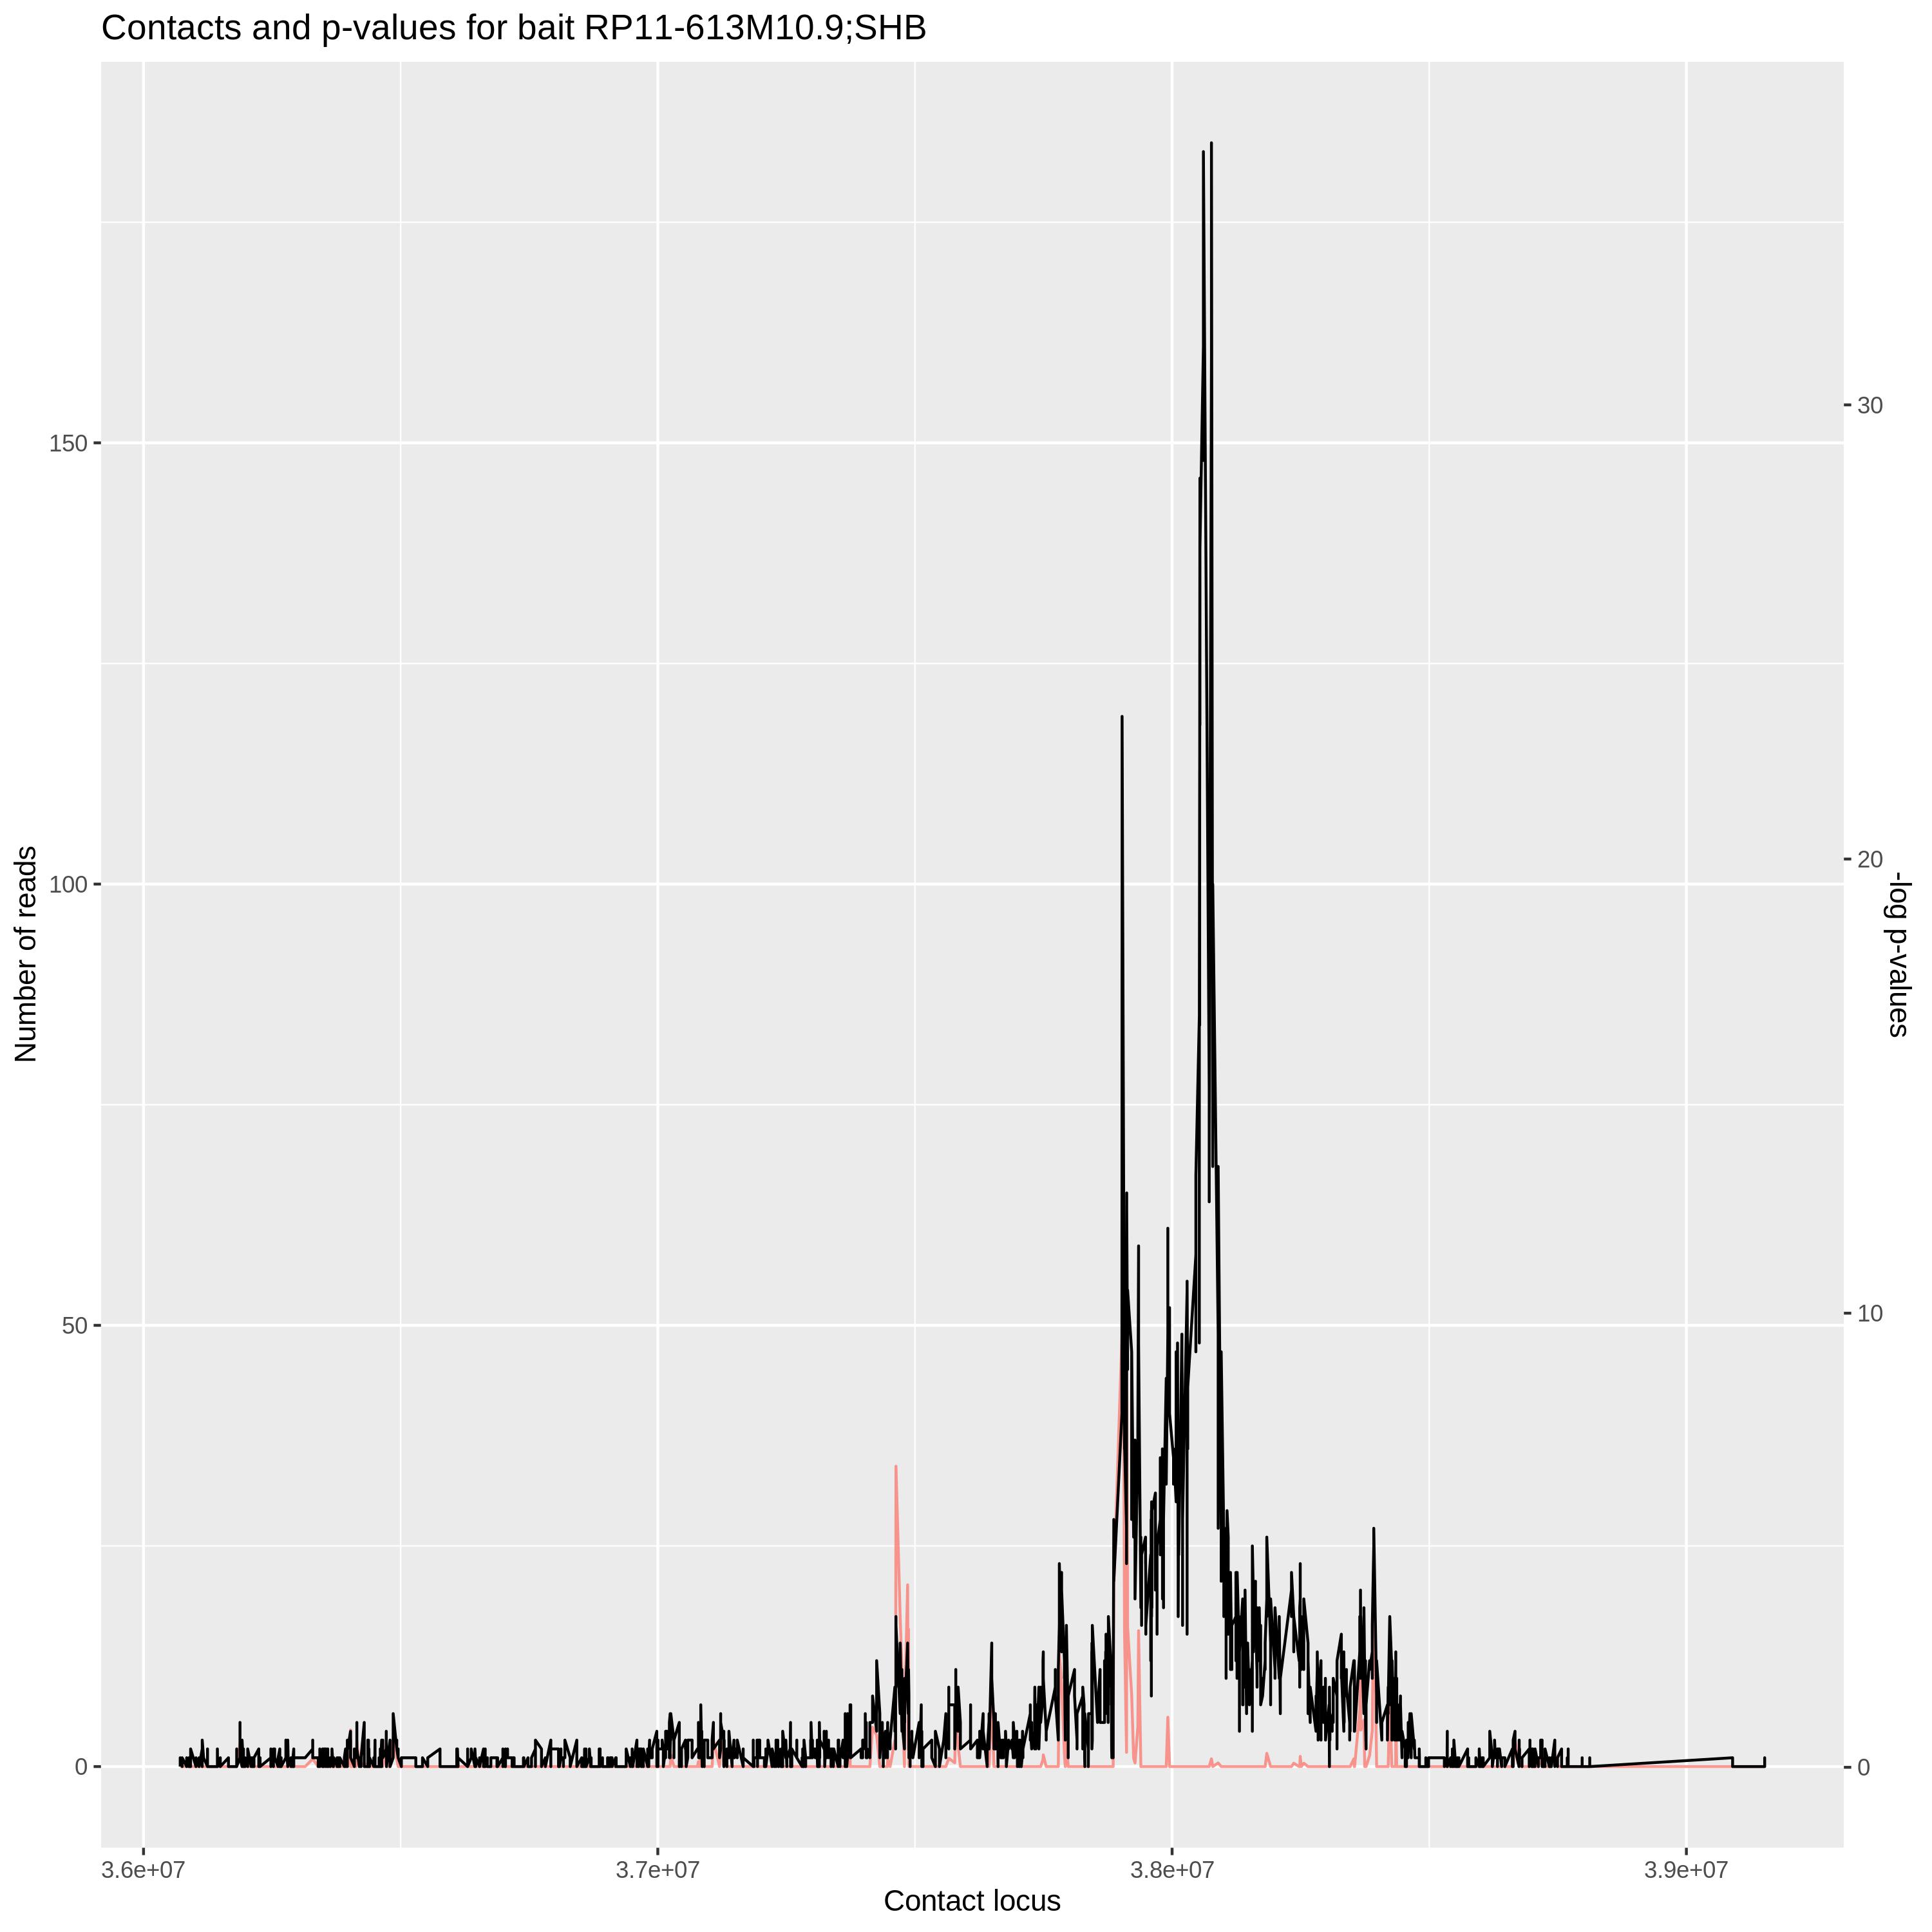 Contacts and p-values for bait RP11-613M10.9;SHB
Number of reads
150
100
50
0
30
20
10
0
-log p-values
3.6e+07
3.7e+07
3.8e+07
3.9e+07
Contact locus